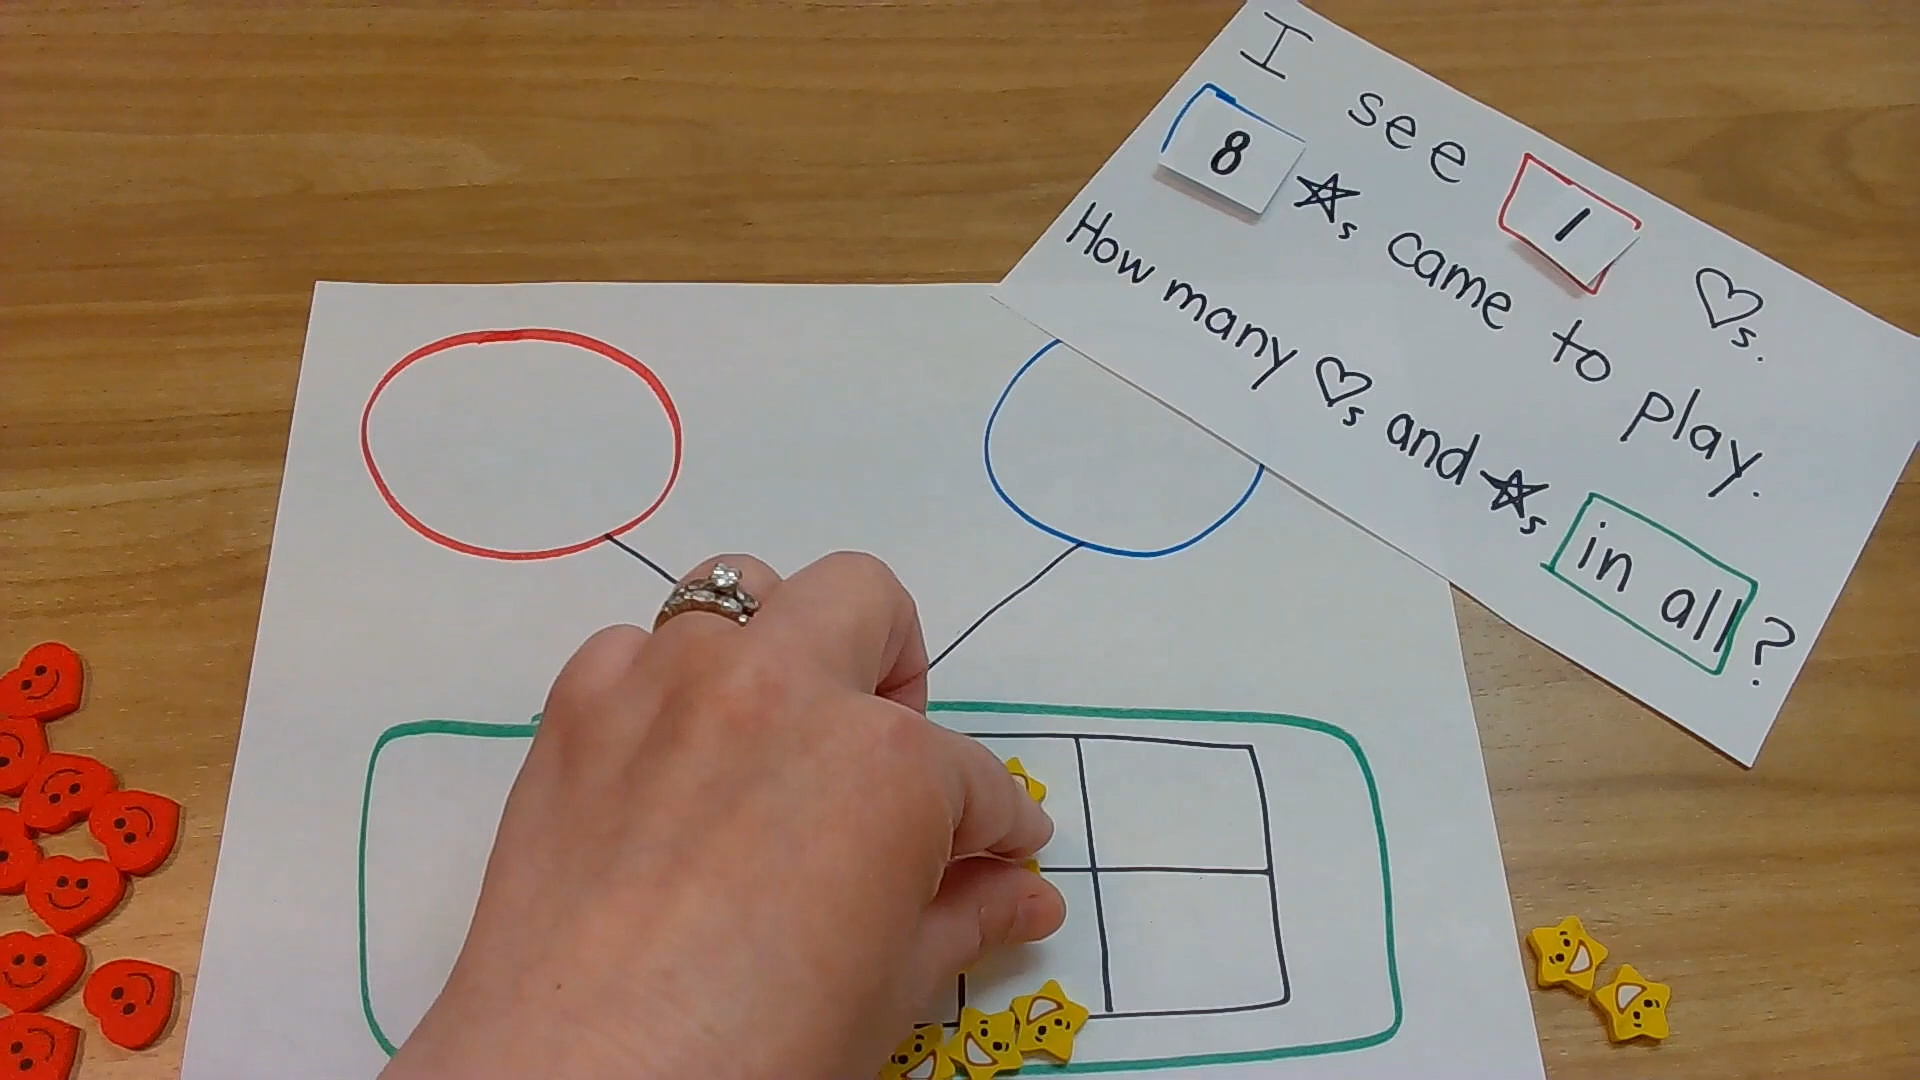 I see 1 ♡s.
8 ☆s came to play.
How many ♡s and ☆s in all?